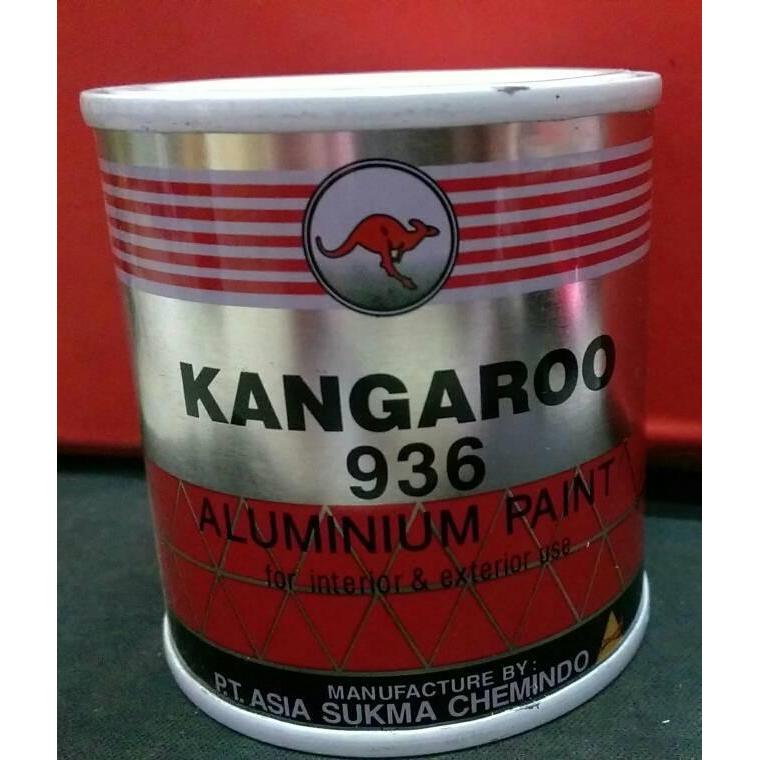 KANGAROO
936
ALUMINIUM PAINT
for interior & exterior use
MANUFACTURE BY:
P.T. ASIA SUKMA CHEMINDO